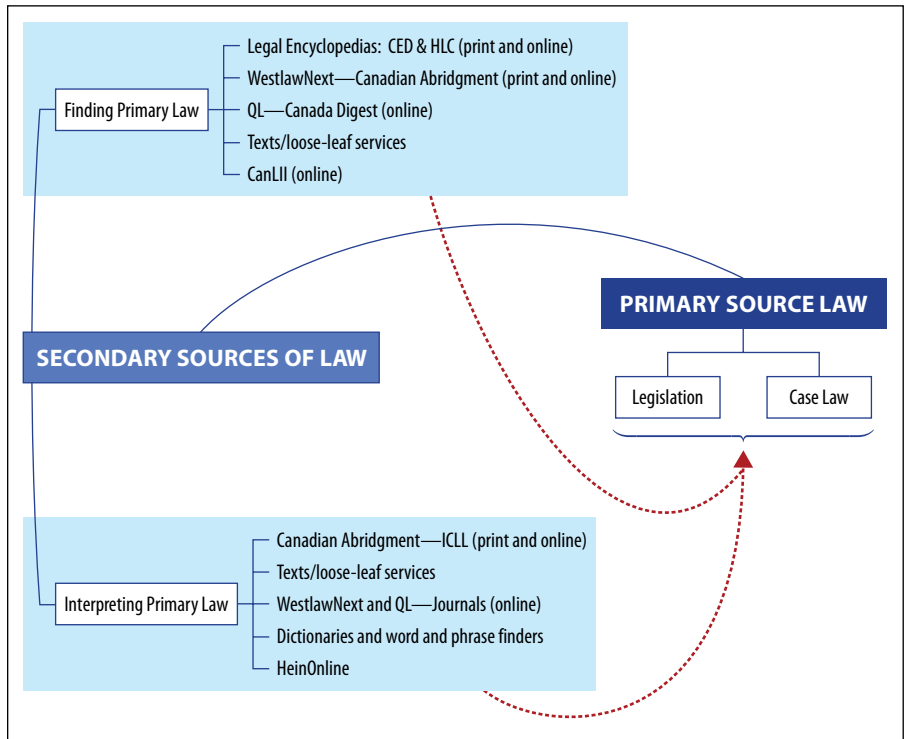 Legal Encyclopedias: CED & HLC (print and online)
WestlawNext—Canadian Abridgment (print and online)
Finding Primary Law
QL—Canada Digest (online)
Texts/loose-leaf services
CanLII (online)
PRIMARY SOURCE LAW
SECONDARY SOURCES OF LAW
Legislation
Case Law
Canadian Abridgment—ICLL (print and online)
Texts/loose-leaf services
Interpreting Primary Law
WestlawNext and QL—Journals (online)
Dictionaries and word and phrase finders
HeinOnline